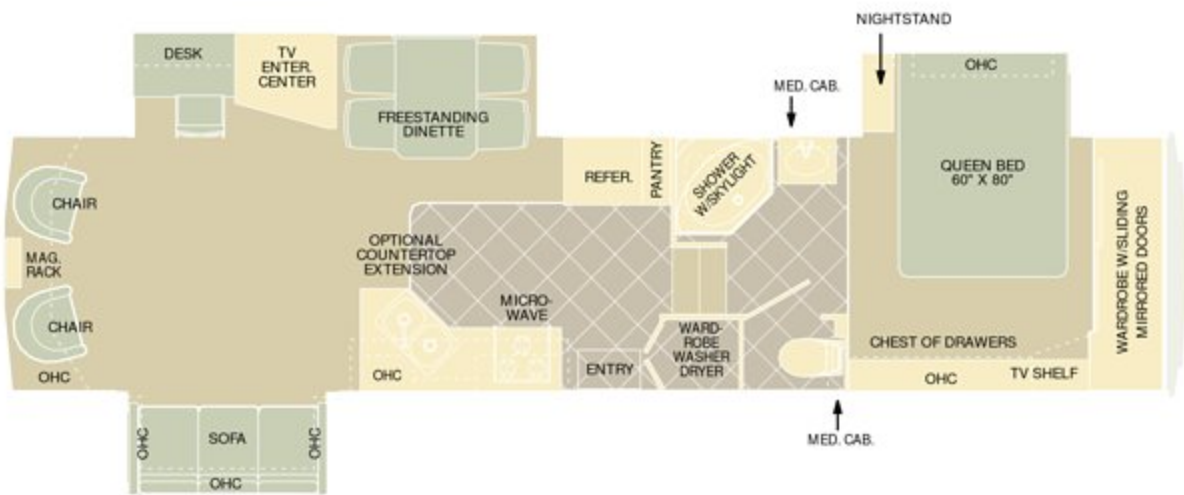 NIGHTSTAND
DESK
TV
ENTER.
CENTER
OHC
MED. CAB.
FREESTANDING
DINETTE
QUEEN BED
60" X 80"
REFER.
PANTRY
SHOWER
W/SKYLIGHT
CHAIR
OPTIONAL
COUNTERTOP
EXTENSION
MAG.
RACK
MICRO-
WAVE
CHAIR
WARD-
ROBE
WASHER
DRYER
CHEST OF DRAWERS
WARDROBE W/SLIDING
MIRRORED DOORS
OHC
OHC
ENTRY
OHC
TV SHELF
OHC
SOFA
OHC
OHC
MED. CAB.